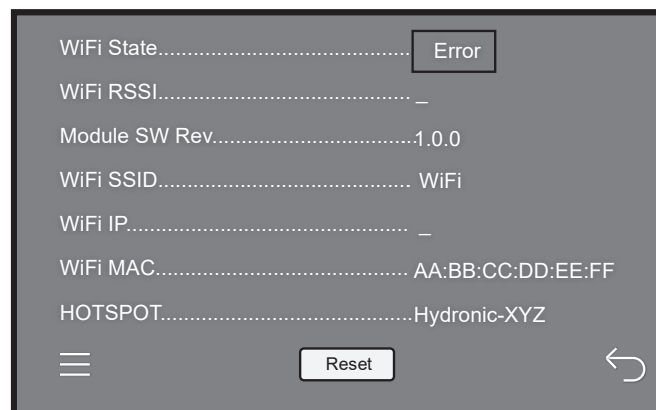 WiFi State........................................ Error
WiFi RSSI........................................ _
Module SW Rev................................1.0.0
WiFi SSID........................................ WiFi
WiFi IP............................................. _
WiFi MAC........................................ AA:BB:CC:DD:EE:FF
HOTSPOT........................................Hydronic-XYZ
Reset